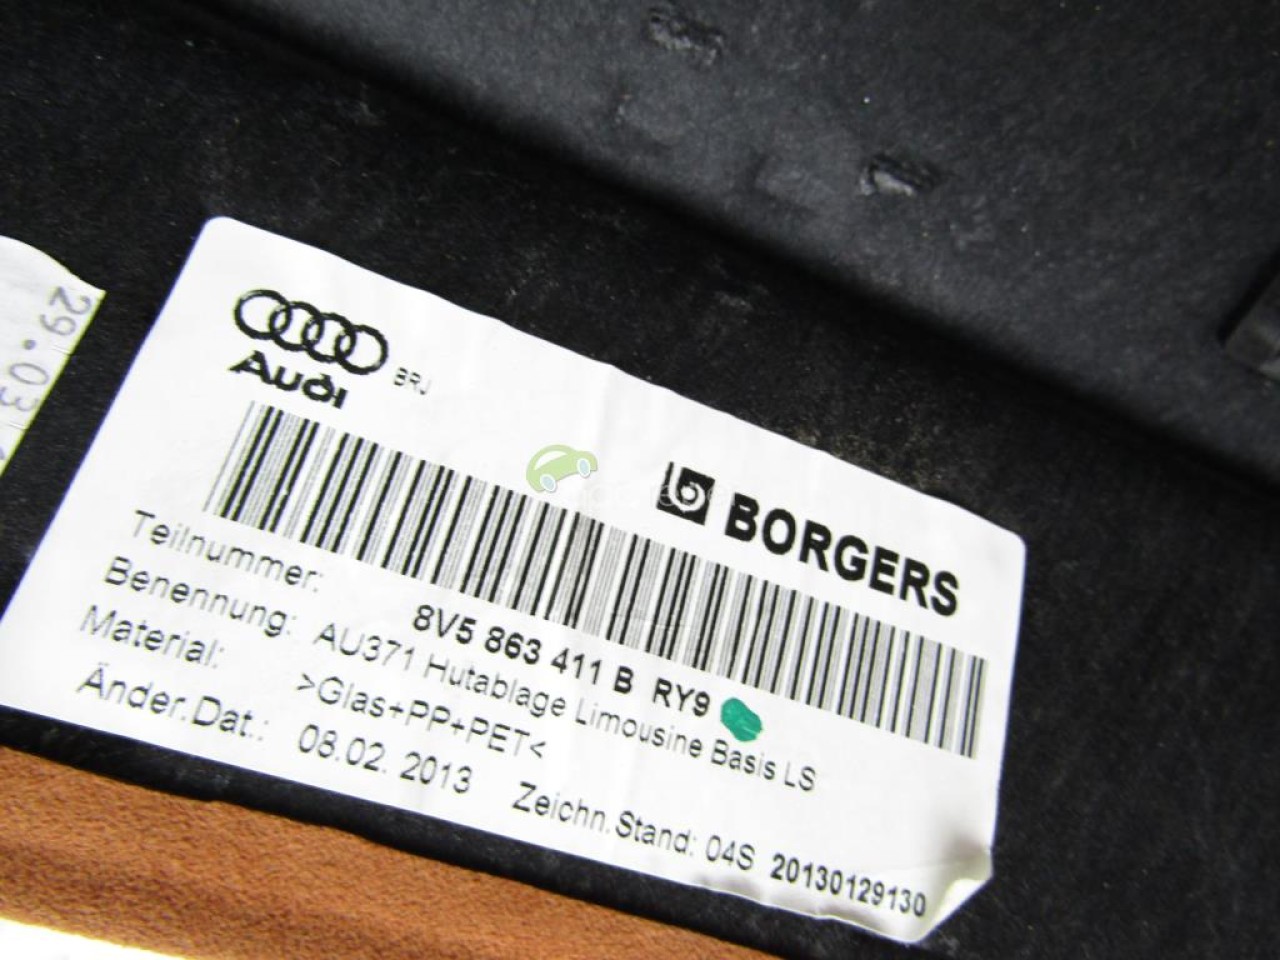 29.03
Audi BRJ
BORGERS
Teilnummer: 8V5 863 411 B RY9
Benennung: AU371 Hutablage Limousine Basis LS
Material: >Glas+PP+PET<
Änder.Dat.: 08.02. 2013 Zeichn.Stand: 04S 20130129130